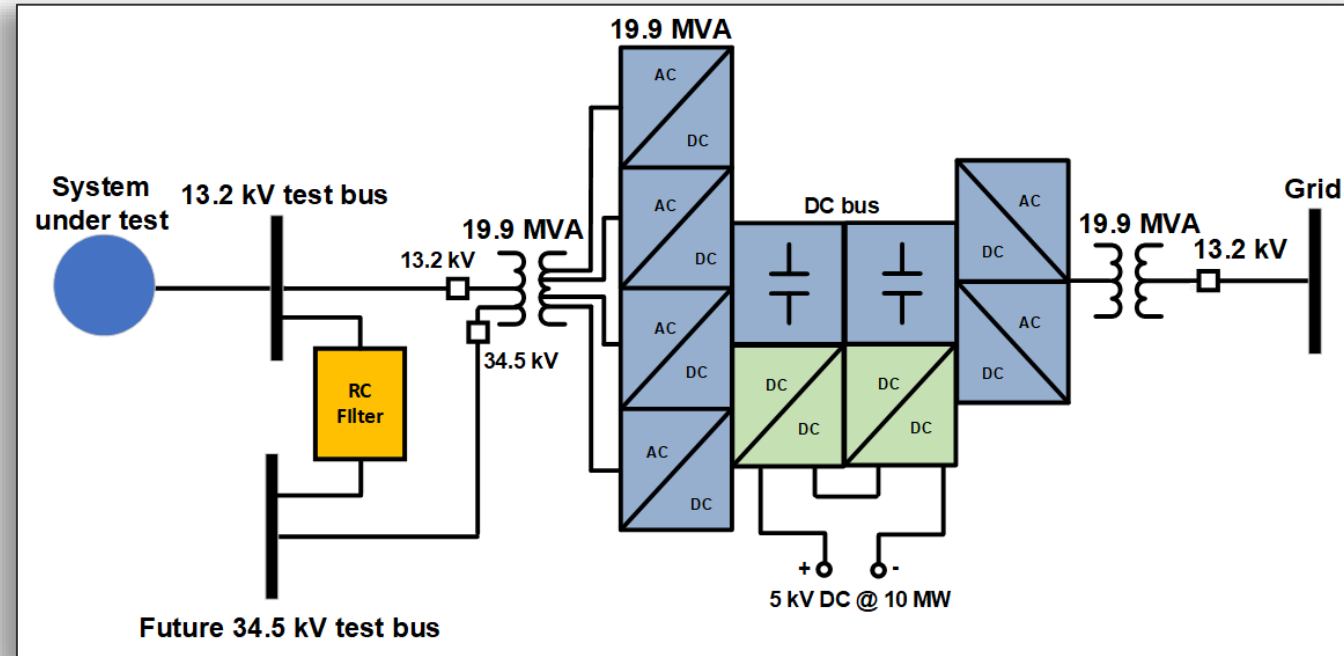 19.9 MVA
AC
DC
AC
DC
AC
DC
AC
DC
System
under test
13.2 kV test bus
13.2 kV
19.9 MVA
34.5 kV
RC
Filter
Future 34.5 kV test bus
DC bus
DC
DC
DC
DC
+
-
5 kV DC @ 10 MW
AC
DC
AC
DC
19.9 MVA
13.2 kV
Grid